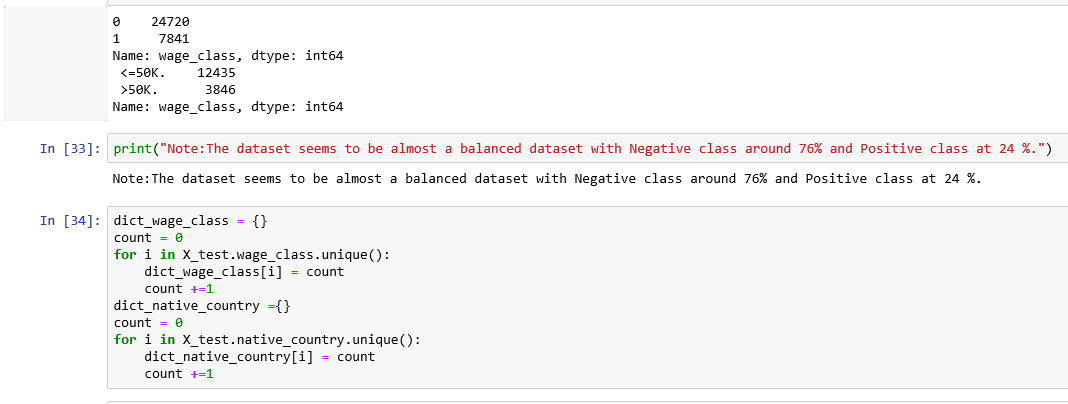 0    24720
1     7841
Name: wage_class, dtype: int64
 <=50K.    12435
 >50K.      3846
Name: wage_class, dtype: int64
In [33]: print("Note:The dataset seems to be almost a balanced dataset with Negative class around 76% and Positive class at 24 %.")
Note:The dataset seems to be almost a balanced dataset with Negative class around 76% and Positive class at 24 %.
In [34]: dict_wage_class = {}
count = 0
for i in X_test.wage_class.unique():
    dict_wage_class[i] = count
    count +=1
dict_native_country ={}
count = 0
for i in X_test.native_country.unique():
    dict_native_country[i] = count
    count +=1